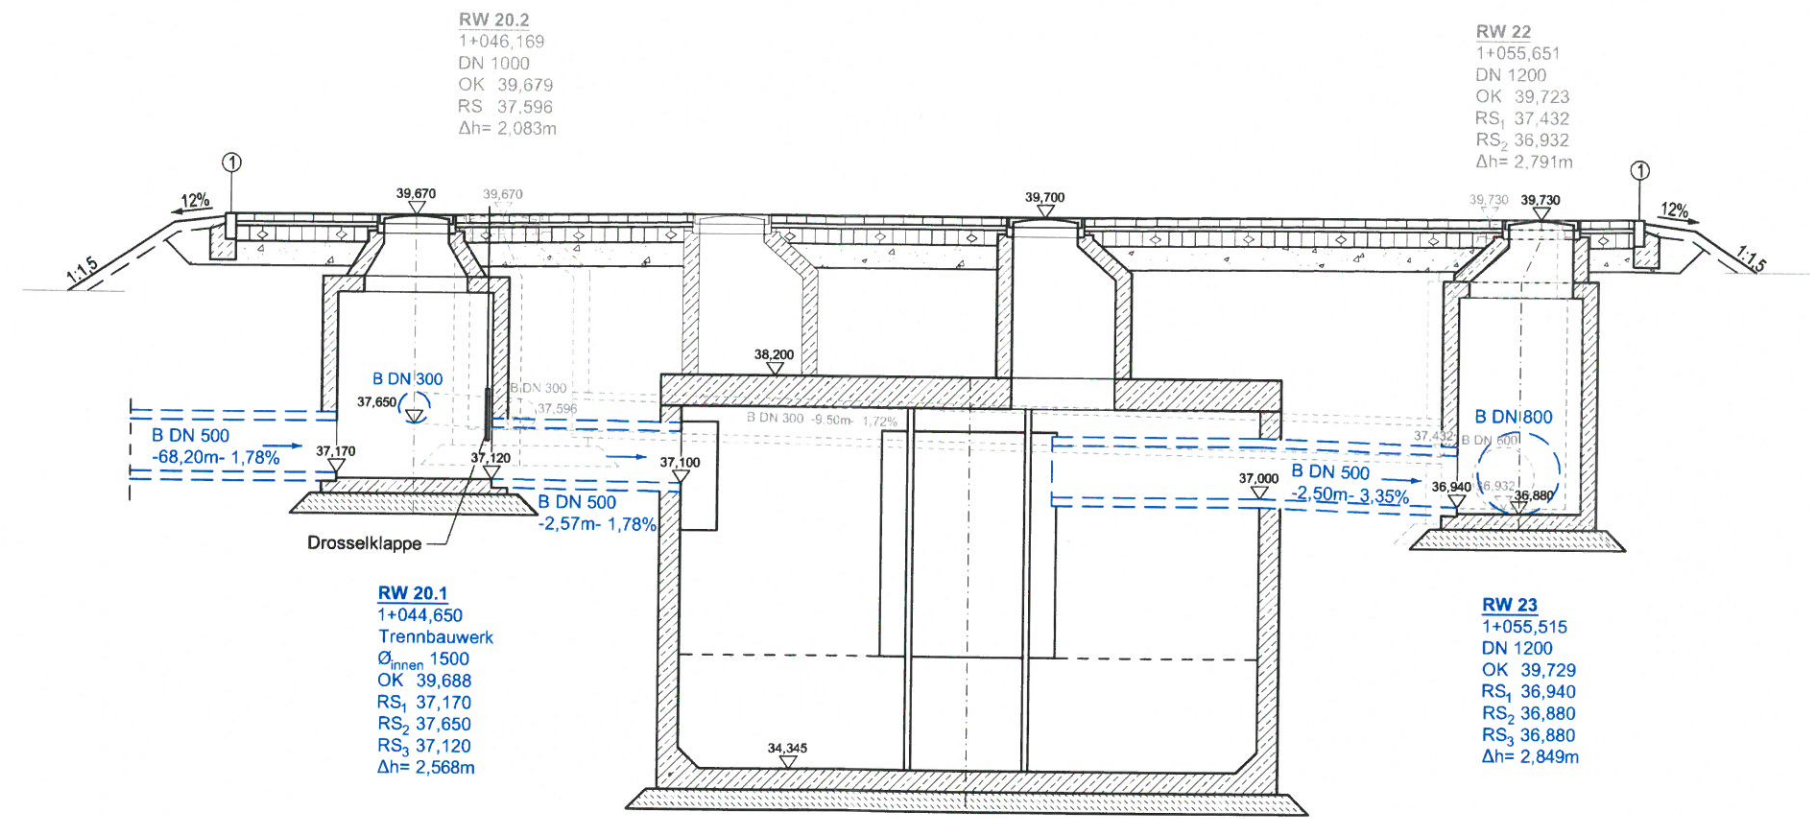 RW 20.2
1+046,169
DN 1000
OK 39,679
RS 37,596
Δh= 2,083m
RW 22
1+055,651
DN 1200
OK 39,723
RS₁ 37,432
RS₂ 36,932
Δh= 2,791m
1
1
12%
39,670
39,670
39,700
39,730
39,730
12%
1:1,5
1:1,5
38,200
B DN 300
37,650
B DN 300
37,596
B DN 300 -9.50m- 1,72%
B DN 800
37,432
B DN 500
-68,20m- 1,78%
37,170
37,120
37,100
B DN 500
-2,50m- 3,35%
37,000
36,940
36,932
36,880
B DN 500
-2,57m- 1,78%
Drosselklappe
RW 20.1
1+044,650
Trennbauwerk
Øinnen 1500
OK 39,688
RS₁ 37,170
RS₂ 37,650
RS₃ 37,120
Δh= 2,568m
34,345
RW 23
1+055,515
DN 1200
OK 39,729
RS₁ 36,940
RS₂ 36,880
RS₃ 36,880
Δh= 2,849m